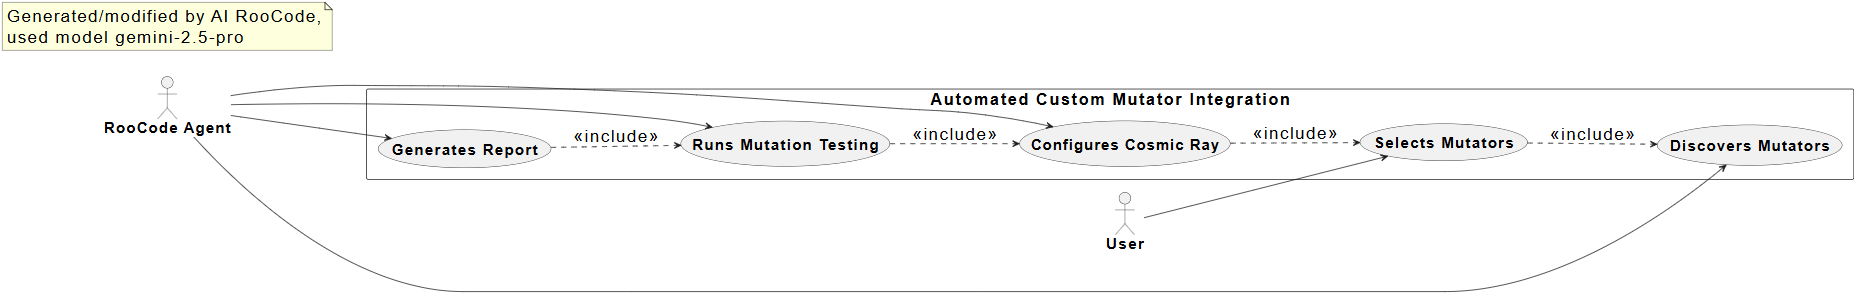 Generated/modified by AI RooCode,
used model gemini-2.5-pro
RooCode Agent
Automated Custom Mutator Integration
Generates Report
«include»
Runs Mutation Testing
«include»
Configures Cosmic Ray
«include»
Selects Mutators
«include»
Discovers Mutators
User